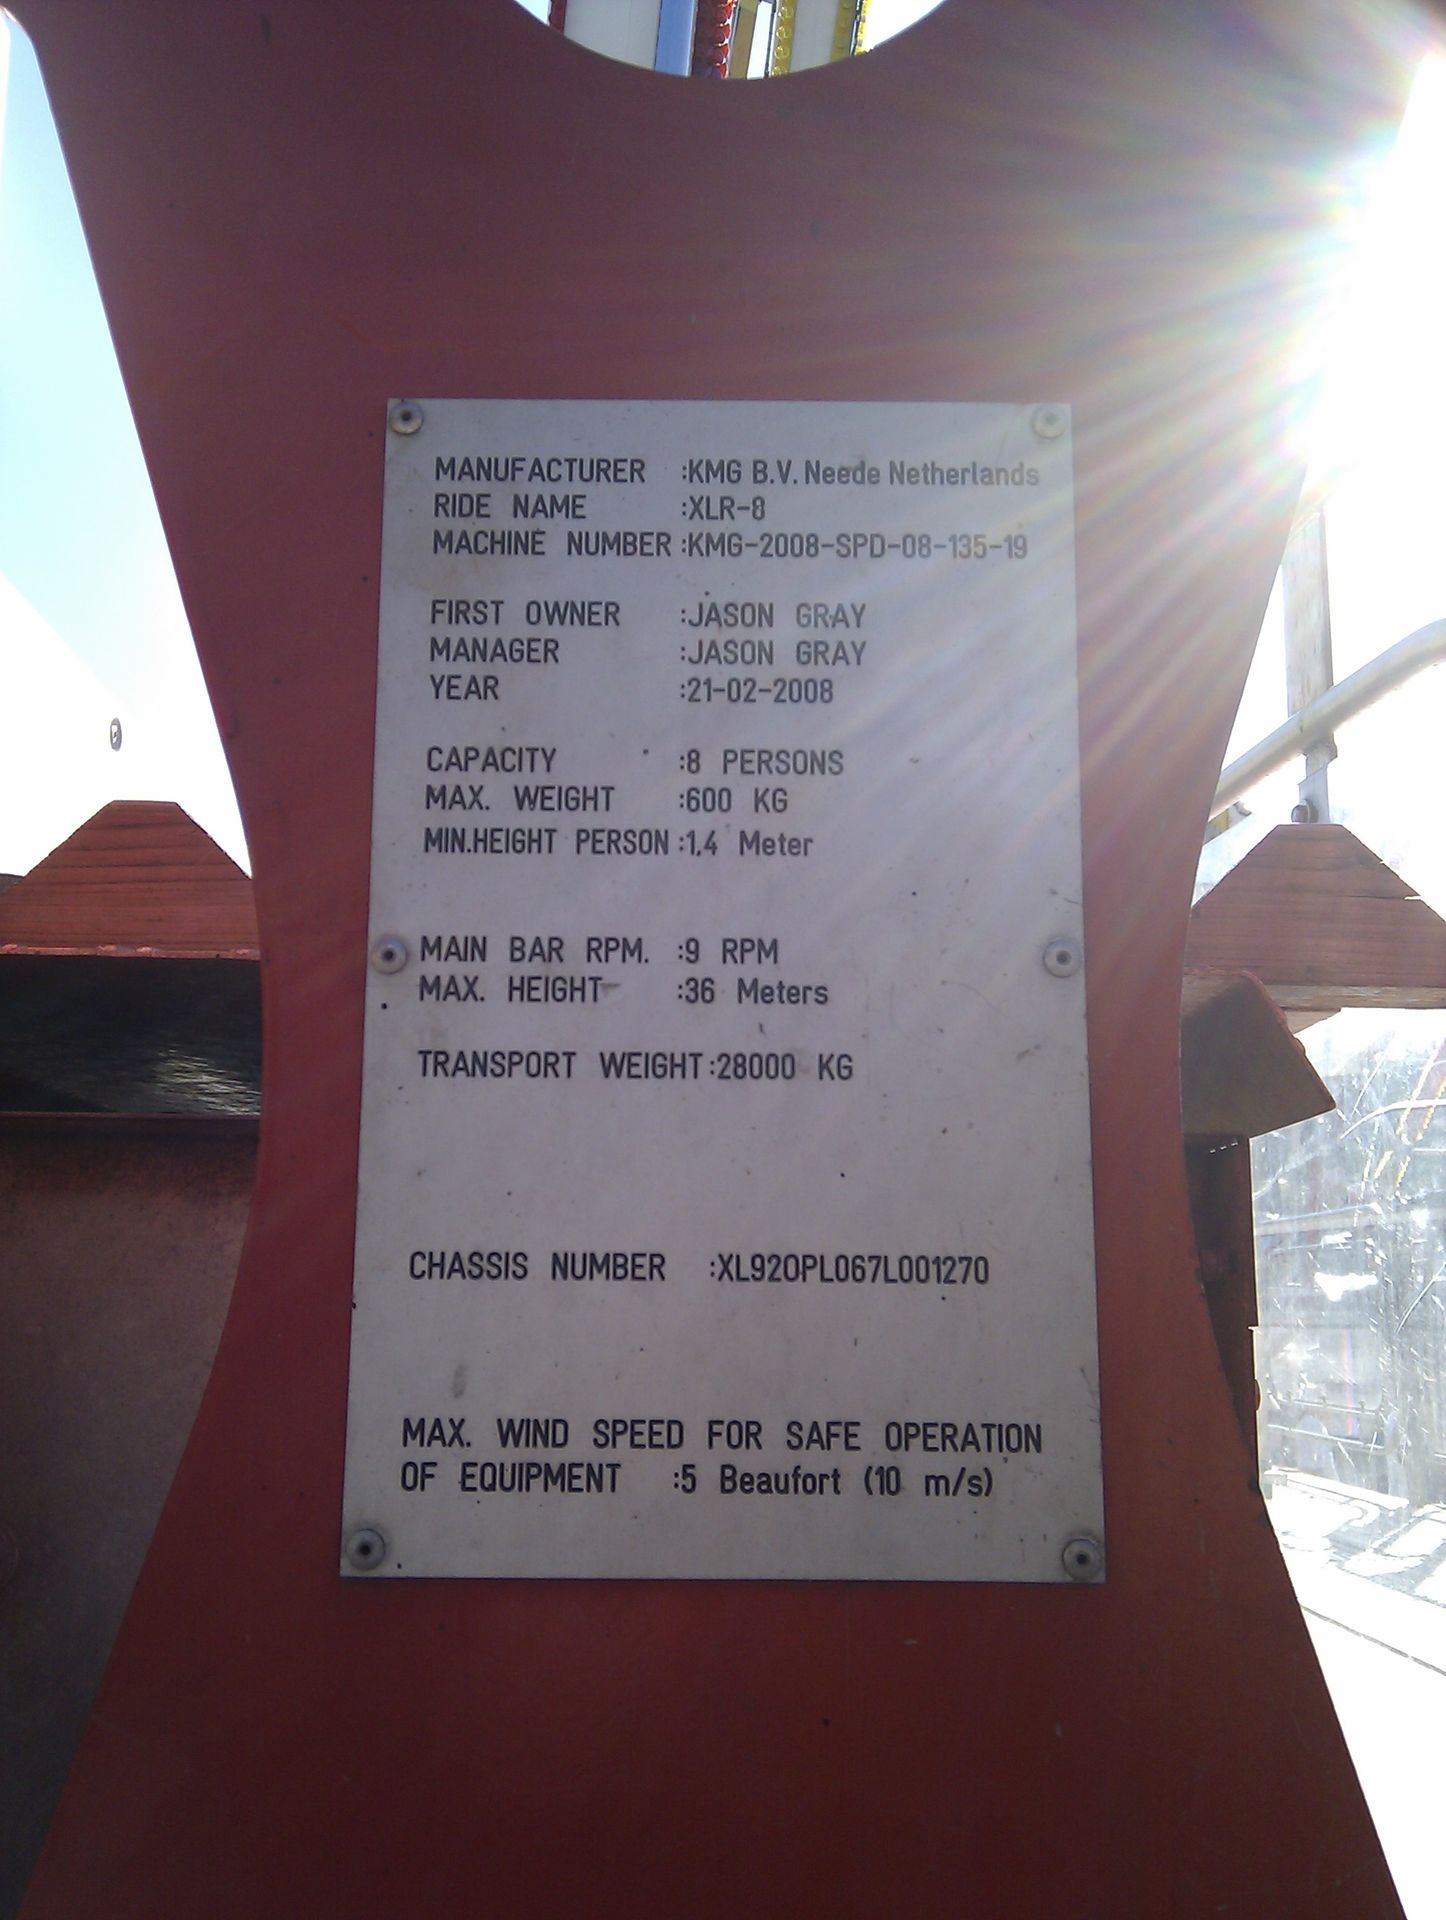 MANUFACTURER :KMG B.V. Neede Netherlands
RIDE NAME :XLR-8
MACHINE NUMBER :KMG-2008-SPD-08-135-19
FIRST OWNER :JASON GRAY
MANAGER :JASON GRAY
YEAR :21-02-2008
CAPACITY :8 PERSONS
MAX. WEIGHT :600 KG
MIN.HEIGHT PERSON :1,4 Meter
MAIN BAR RPM. :9 RPM
MAX. HEIGHT :36 Meters
TRANSPORT WEIGHT :28000 KG
CHASSIS NUMBER :XL920PL067L001270
MAX. WIND SPEED FOR SAFE OPERATION
OF EQUIPMENT :5 Beaufort (10 m/s)